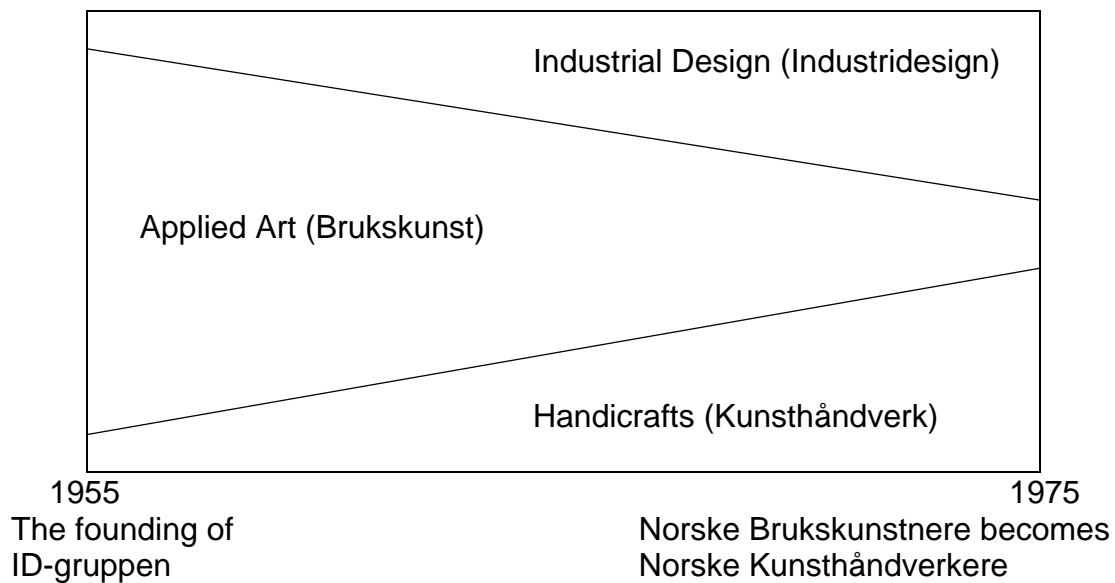 Industrial Design (Industridesign)
Applied Art (Brukskunst)
Handicrafts (Kunsthåndverk)
1955
The founding of
ID-gruppen
1975
Norske Brukskunstnere becomes
Norske Kunsthåndverkere